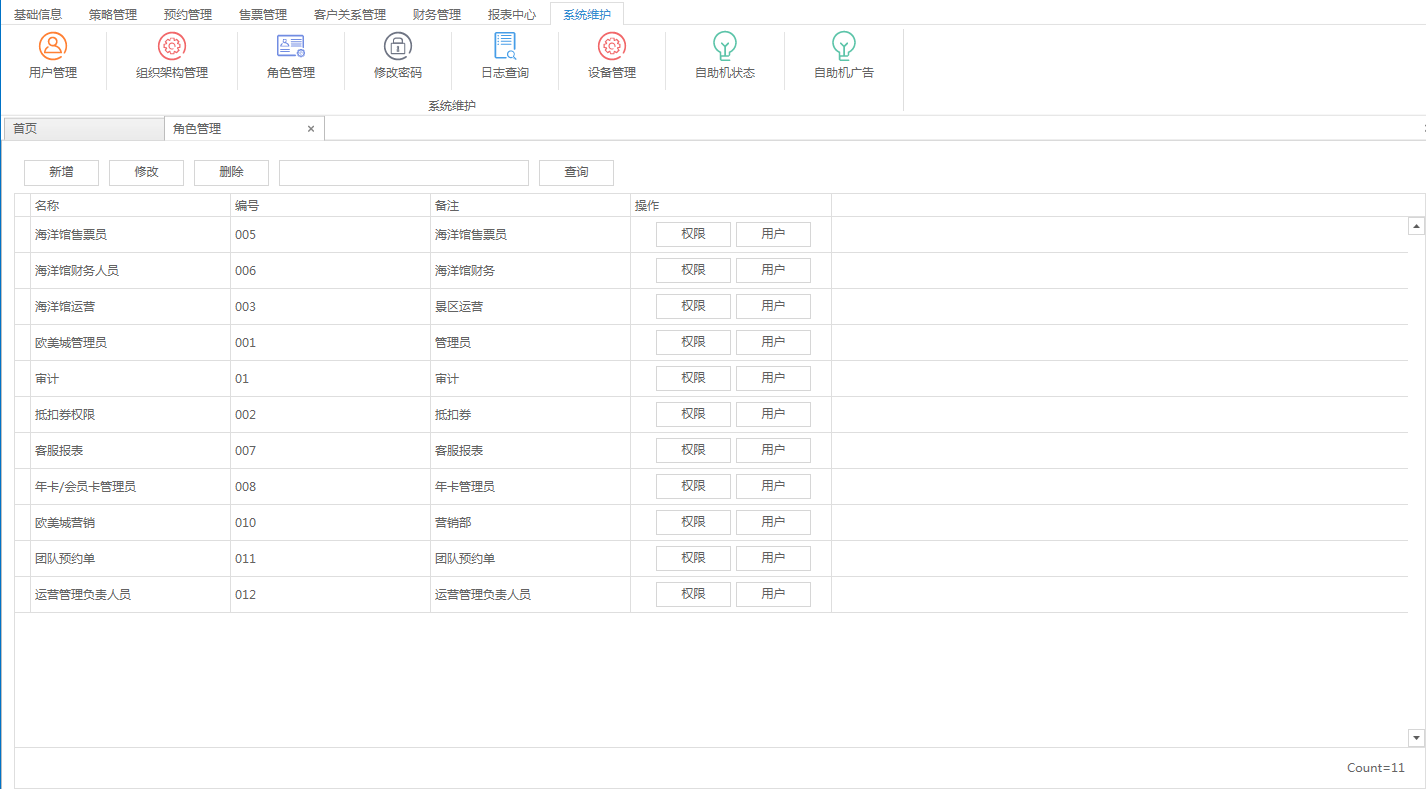 基础信息 策略管理 预约管理 售票管理 客户关系管理 财务管理 报表中心 系统维护
用户管理 组织架构管理 角色管理 修改密码 日志查询 设备管理 自助机状态 自助机广告
系统维护
首页 角色管理 ×
新增 修改 删除 查询
名称 编号 备注 操作
海洋馆售票员 005 海洋馆售票员 权限 用户
海洋馆财务人员 006 海洋馆财务 权限 用户
海洋馆运营 003 景区运营 权限 用户
欧美城管理员 001 管理员 权限 用户
审计 01 审计 权限 用户
抵扣券权限 002 抵扣券 权限 用户
客服报表 007 客服报表 权限 用户
年卡/会员卡管理员 008 年卡管理员 权限 用户
欧美城营销 010 营销部 权限 用户
团队预约单 011 团队预约单 权限 用户
运营管理负责人员 012 运营管理负责人员 权限 用户
Count=11